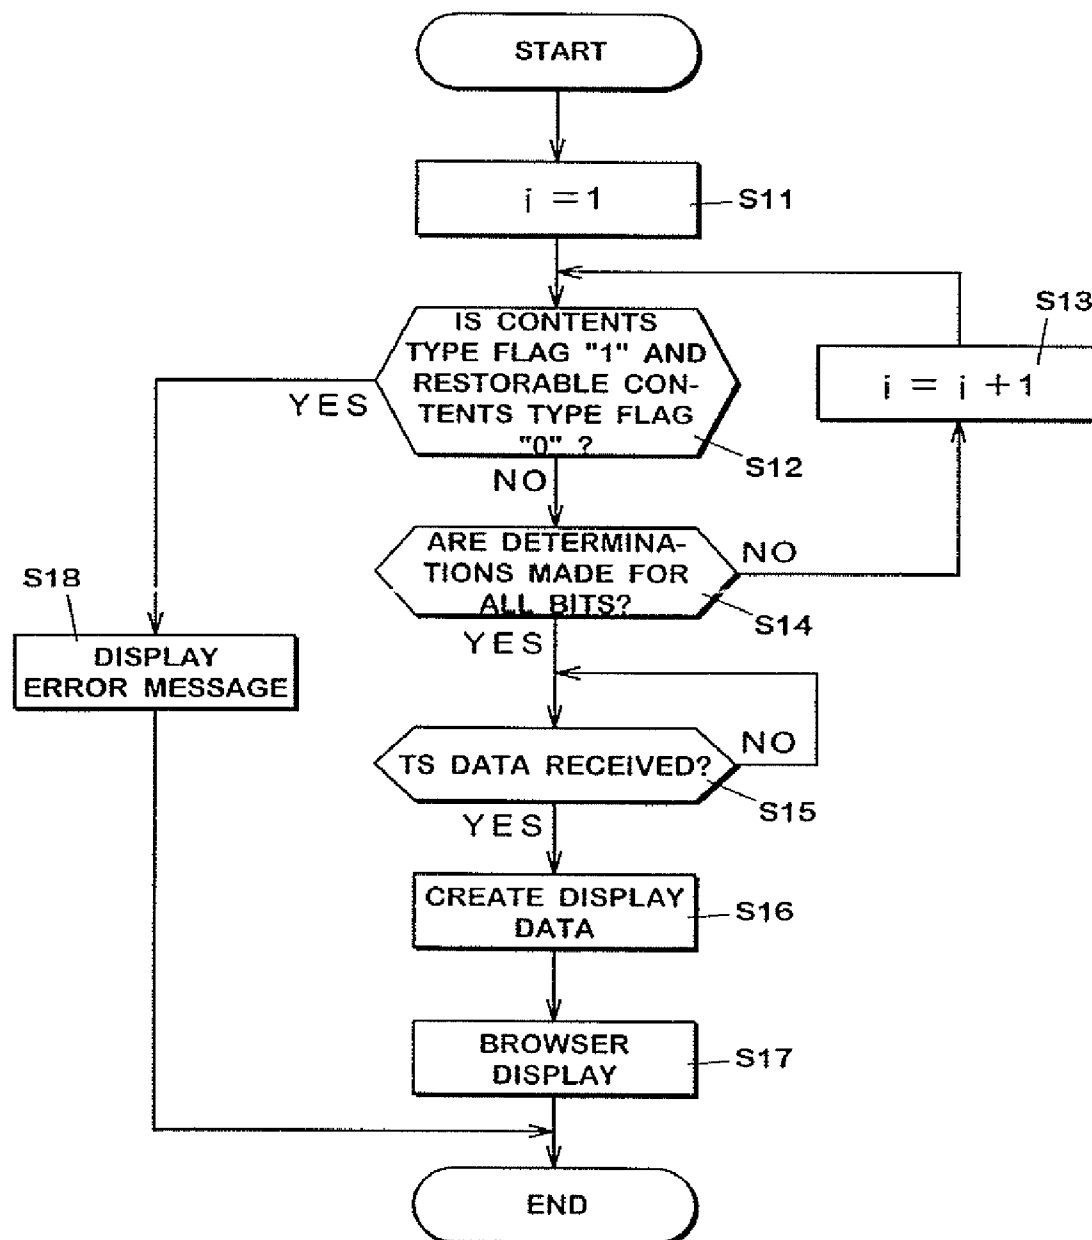 START
i = 1
S11
S13
i = i + 1
IS CONTENTS
TYPE FLAG "1" AND
RESTORABLE CON-
TENTS TYPE FLAG
"0" ?
YES
S12
NO
ARE DETERMINA-
TIONS MADE FOR
ALL BITS?
NO
S14
YES
S18
DISPLAY
ERROR MESSAGE
TS DATA RECEIVED?
NO
S15
YES
CREATE DISPLAY
DATA
S16
BROWSER
DISPLAY
S17
END